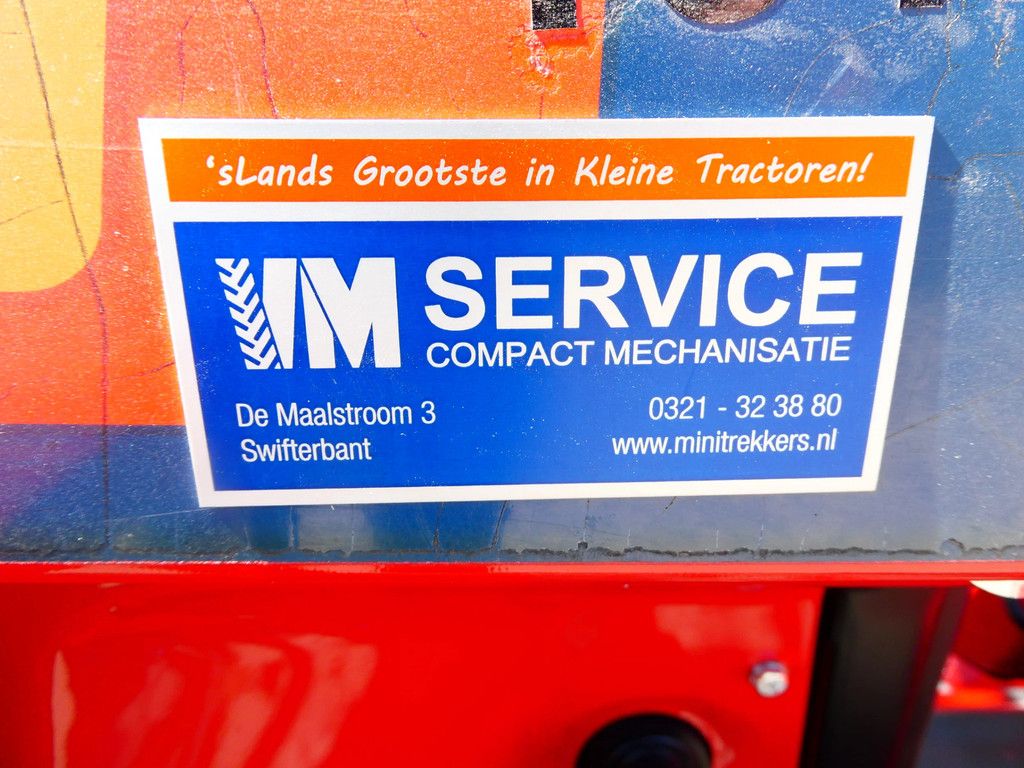 'sLands Grootste in Kleine Tractoren!
VM SERVICE
COMPACT MECHANISATIE
De Maalstroom 3
Swifterbant
0321 - 32 38 80
www.minitrekkers.nl